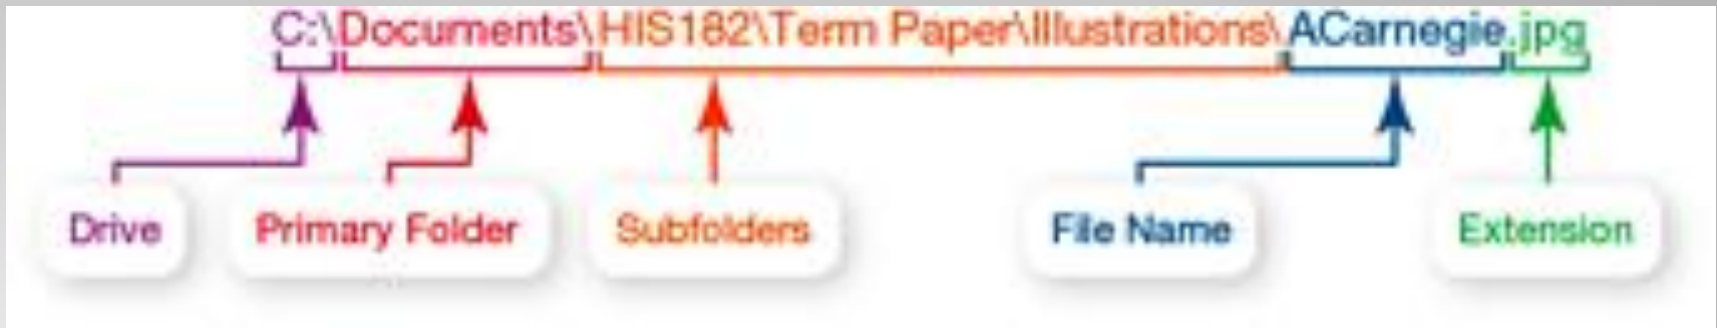 C:\Documents\HIS182\Term Paper\Illustrations\ACarnegie.jpg
Drive Primary Folder Subfolders File Name Extension